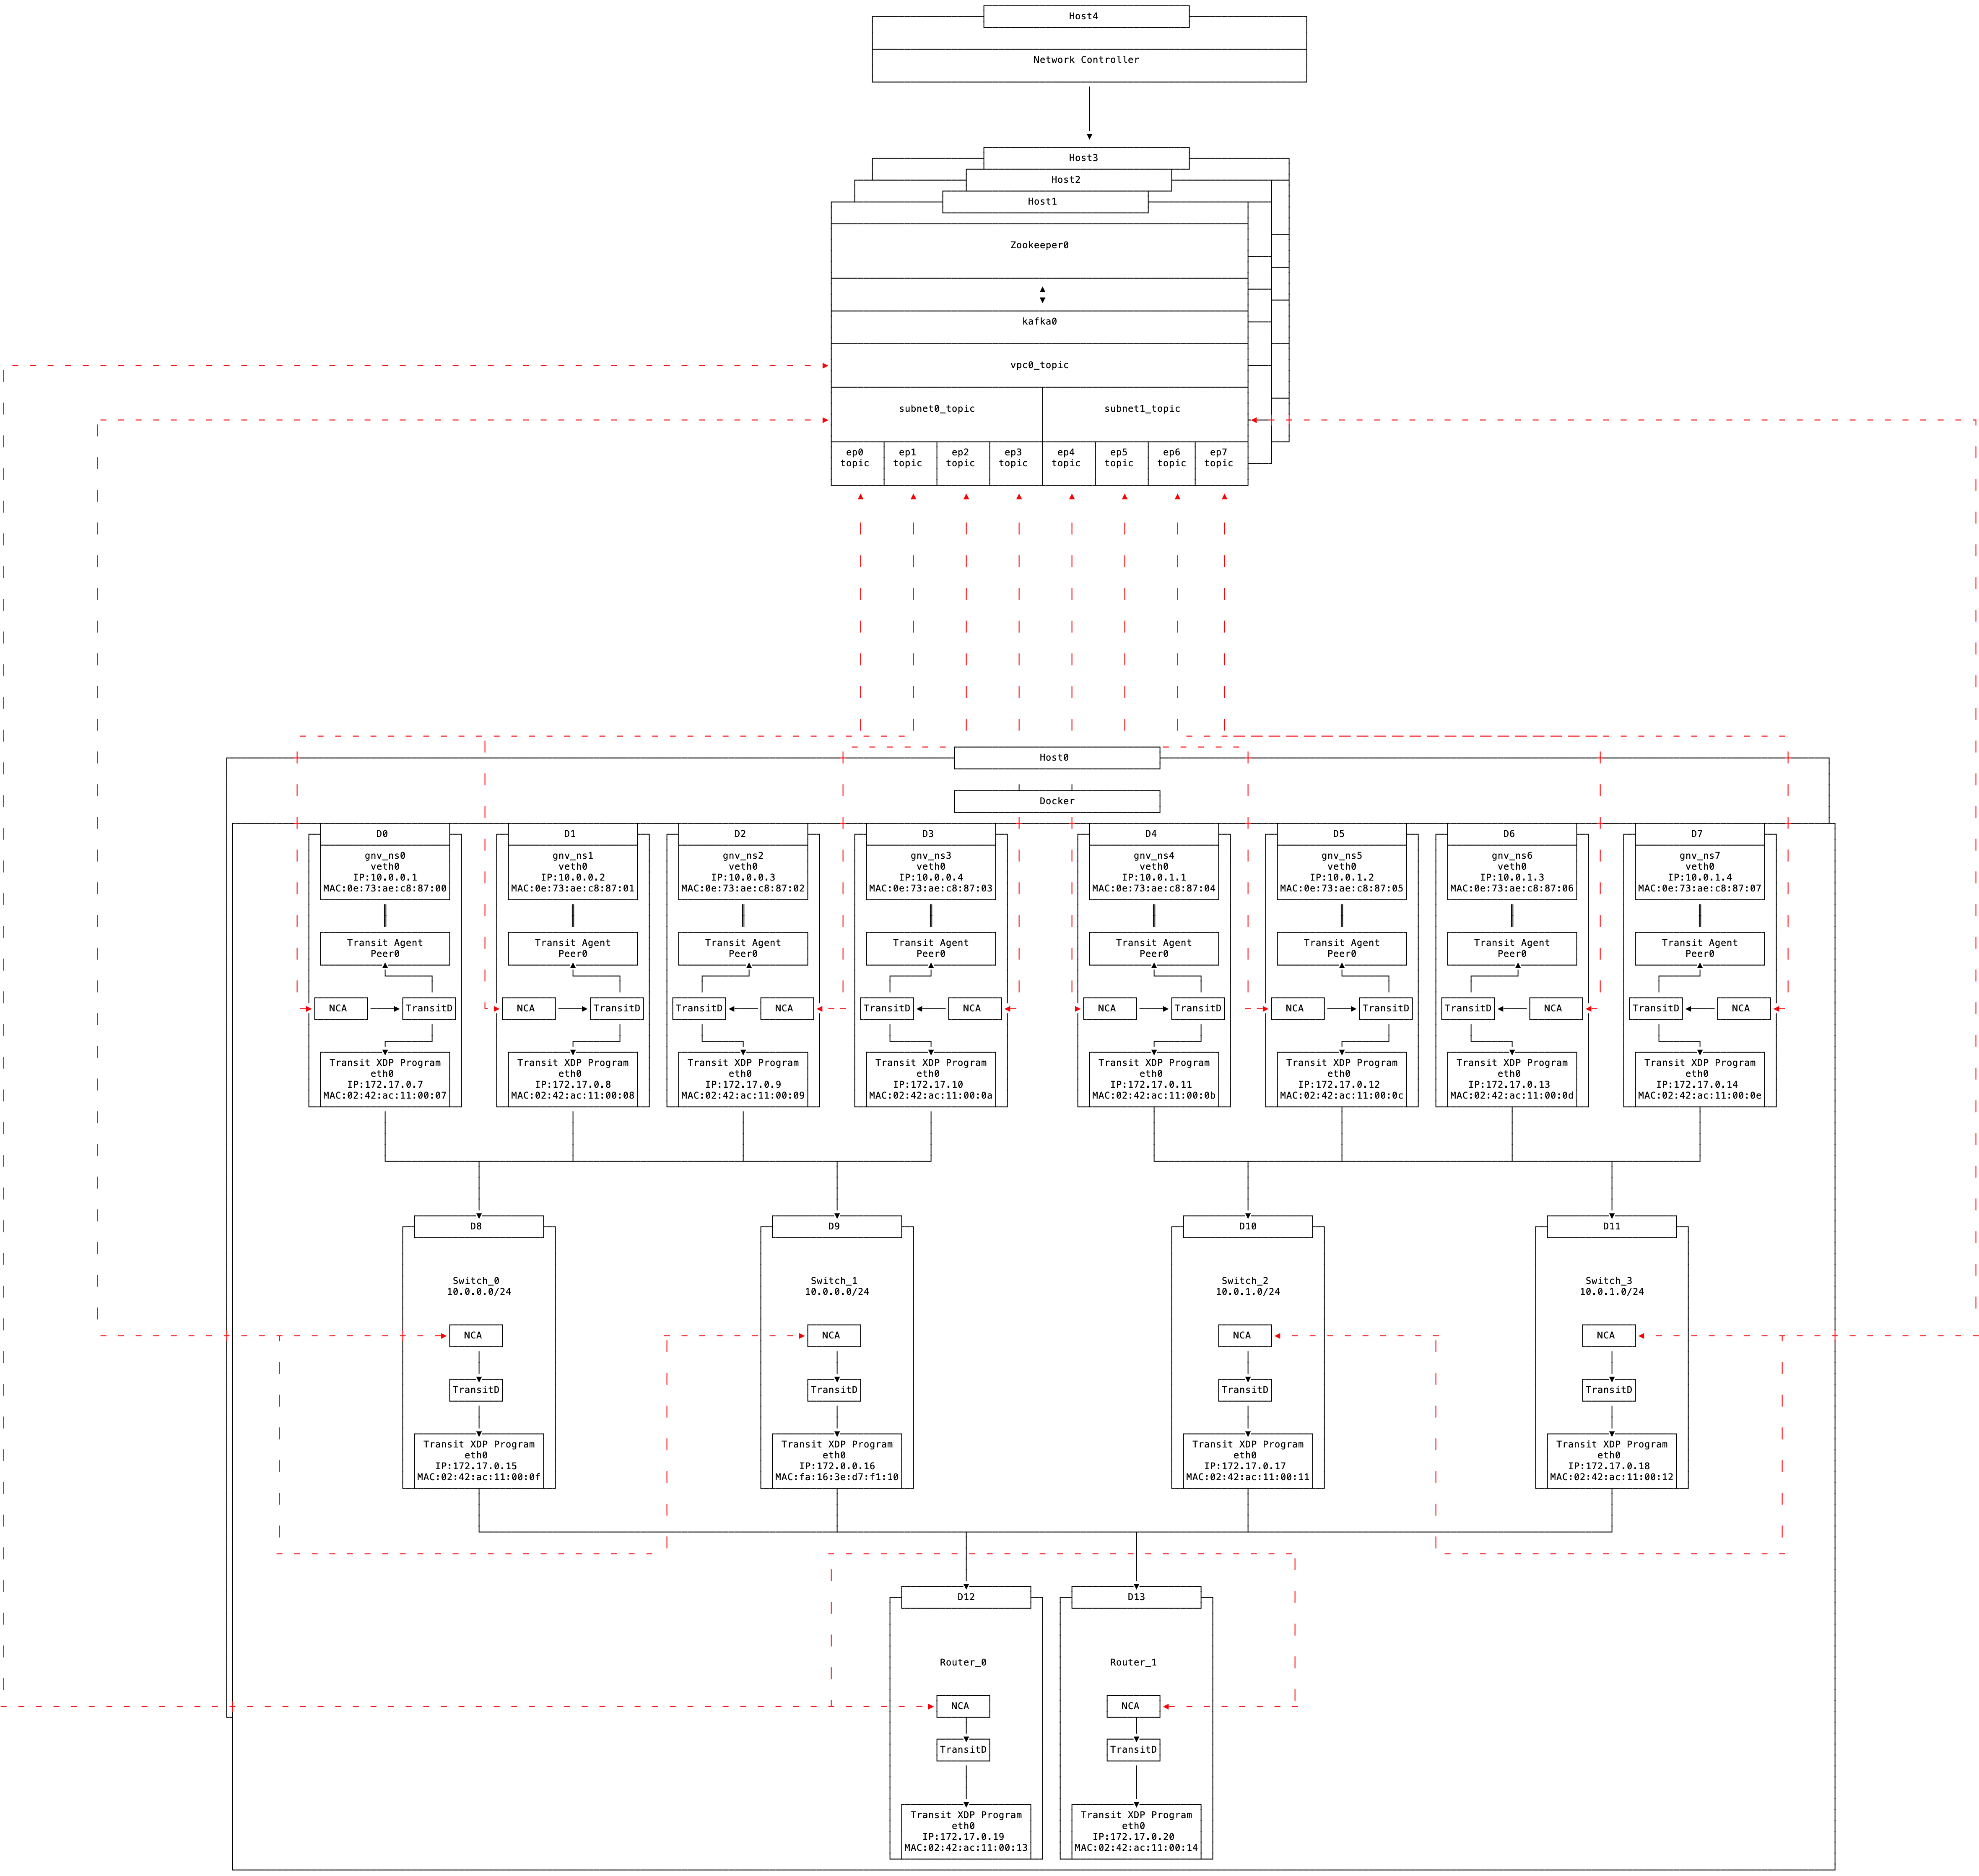 Host4
Network Controller
Host3
Host2
Host1
Zookeeper0
kafka0
vpc0_topic
subnet0_topic
subnet1_topic
ep0
topic
ep1
topic
ep2
topic
ep3
topic
ep4
topic
ep5
topic
ep6
topic
ep7
topic
Host0
Docker
D0
gnv_ns0
veth0
IP:10.0.0.1
MAC:0e:73:ae:c8:87:00
Transit Agent
Peer0
NCA
TransitD
Transit XDP Program
eth0
IP:172.17.0.7
MAC:02:42:ac:11:00:07
D1
gnv_ns1
veth0
IP:10.0.0.2
MAC:0e:73:ae:c8:87:01
Transit Agent
Peer0
NCA
TransitD
Transit XDP Program
eth0
IP:172.17.0.8
MAC:02:42:ac:11:00:08
D2
gnv_ns2
veth0
IP:10.0.0.3
MAC:0e:73:ae:c8:87:02
Transit Agent
Peer0
TransitD
NCA
Transit XDP Program
eth0
IP:172.17.0.9
MAC:02:42:ac:11:00:09
D3
gnv_ns3
veth0
IP:10.0.0.4
MAC:0e:73:ae:c8:87:03
Transit Agent
Peer0
TransitD
NCA
Transit XDP Program
eth0
IP:172.17.10
MAC:02:42:ac:11:00:0a
D4
gnv_ns4
veth0
IP:10.0.1.1
MAC:0e:73:ae:c8:87:04
Transit Agent
Peer0
NCA
TransitD
Transit XDP Program
eth0
IP:172.17.0.11
MAC:02:42:ac:11:00:0b
D5
gnv_ns5
veth0
IP:10.0.1.2
MAC:0e:73:ae:c8:87:05
Transit Agent
Peer0
NCA
TransitD
Transit XDP Program
eth0
IP:172.17.0.12
MAC:02:42:ac:11:00:0c
D6
gnv_ns6
veth0
IP:10.0.1.3
MAC:0e:73:ae:c8:87:06
Transit Agent
Peer0
TransitD
NCA
Transit XDP Program
eth0
IP:172.17.0.13
MAC:02:42:ac:11:00:0d
D7
gnv_ns7
veth0
IP:10.0.1.4
MAC:0e:73:ae:c8:87:07
Transit Agent
Peer0
TransitD
NCA
Transit XDP Program
eth0
IP:172.17.0.14
MAC:02:42:ac:11:00:0e
D8
Switch_0
10.0.0.0/24
NCA
TransitD
Transit XDP Program
eth0
IP:172.17.0.15
MAC:02:42:ac:11:00:0f
D9
Switch_1
10.0.0.0/24
NCA
TransitD
Transit XDP Program
eth0
IP:172.0.0.16
MAC:fa:16:3e:d7:f1:10
D10
Switch_2
10.0.1.0/24
NCA
TransitD
Transit XDP Program
eth0
IP:172.17.0.17
MAC:02:42:ac:11:00:11
D11
Switch_3
10.0.1.0/24
NCA
TransitD
Transit XDP Program
eth0
IP:172.17.0.18
MAC:02:42:ac:11:00:12
D12
Router_0
NCA
TransitD
Transit XDP Program
eth0
IP:172.17.0.19
MAC:02:42:ac:11:00:13
D13
Router_1
NCA
TransitD
Transit XDP Program
eth0
IP:172.17.0.20
MAC:02:42:ac:11:00:14